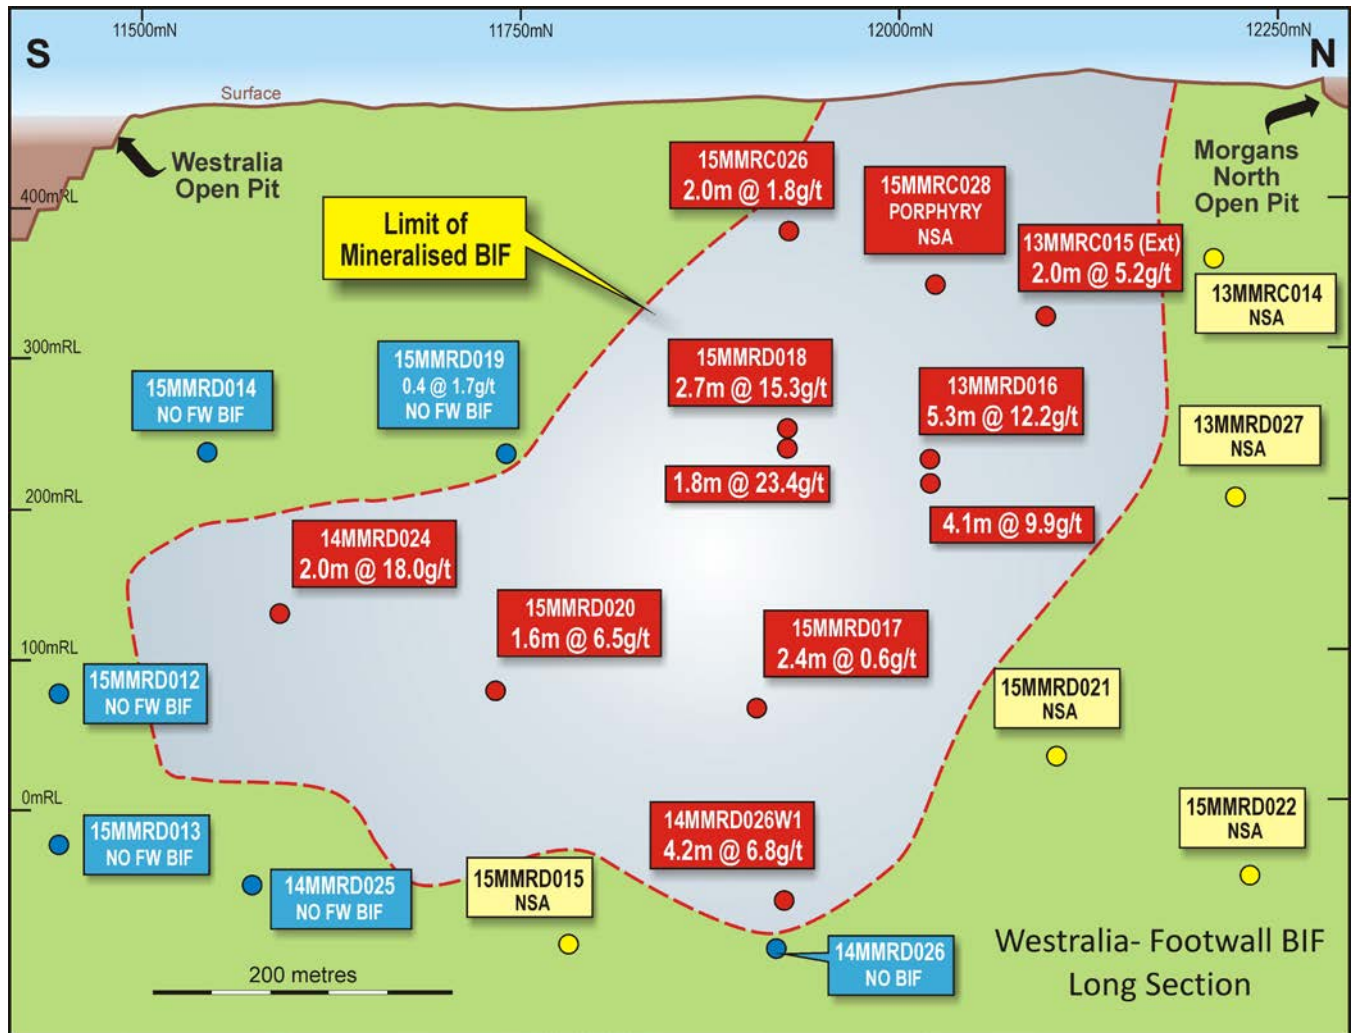 11500mN
11750mN
12000mN
12250mN
S
N
Surface
Westralia
Open Pit
Morgans
North
Open Pit
400mRL
Limit of
Mineralised BIF
15MMRC026
2.0m @ 1.8g/t
15MMRC028
PORPHYRY
NSA
13MMRC015 (Ext)
2.0m @ 5.2g/t
13MMRC014
NSA
300mRL
15MMRD014
NO FW BIF
15MMRD019
0.4 @ 1.7g/t
NO FW BIF
15MMRD018
2.7m @ 15.3g/t
1.8m @ 23.4g/t
13MMRD016
5.3m @ 12.2g/t
4.1m @ 9.9g/t
13MMRD027
NSA
200mRL
14MMRD024
2.0m @ 18.0g/t
15MMRD020
1.6m @ 6.5g/t
15MMRD017
2.4m @ 0.6g/t
100mRL
15MMRD012
NO FW BIF
15MMRD021
NSA
0mRL
15MMRD013
NO FW BIF
14MMRD025
NO FW BIF
15MMRD015
NSA
14MMRD026W1
4.2m @ 6.8g/t
15MMRD022
NSA
14MMRD026
NO BIF
200 metres
Westralia- Footwall BIF
Long Section